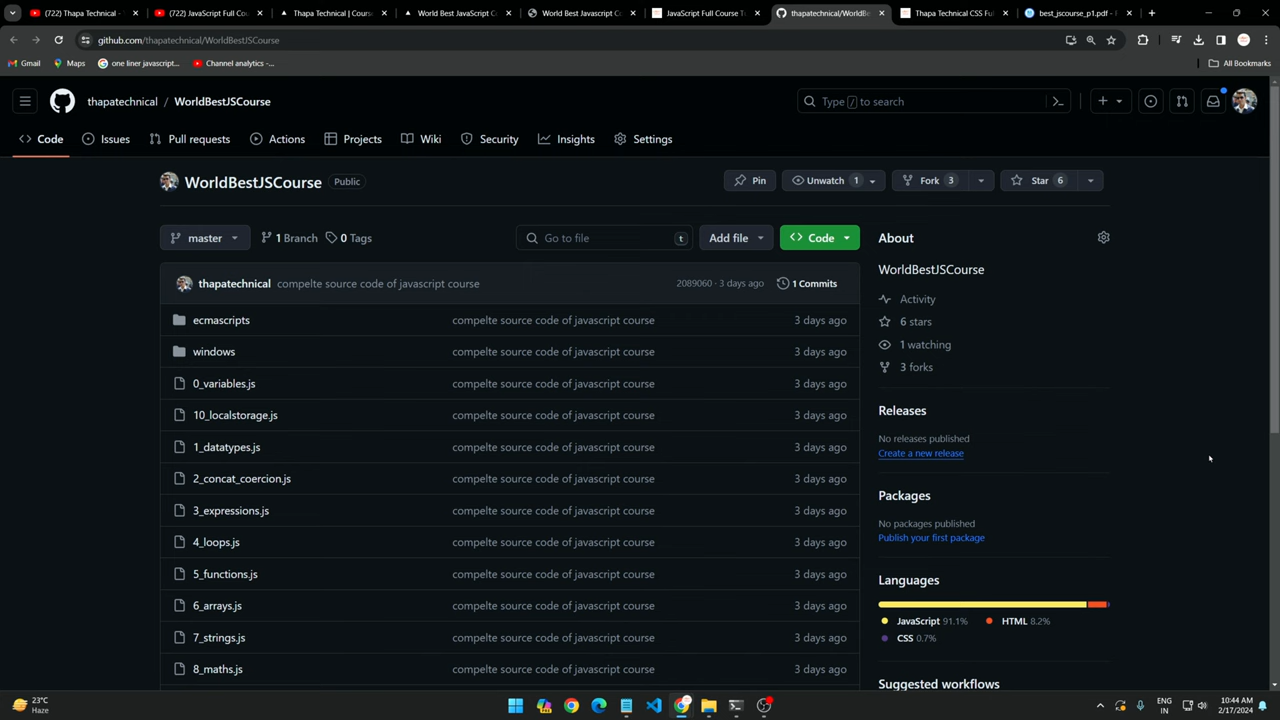 (722) Thapa Technical -
(722) JavaScript Full Cou
Thapa Technical | Course
World Best JavaScript C
World Best Javascript Co
JavaScript Full Course T
thapatechnical/WorldBe
Thapa Technical CSS Ful
best_jscourse_p1.pdf -
github.com/thapatechnical/WorldBestJSCourse
Gmail
Maps
one liner javascript...
Channel analytics -...
All Bookmarks
thapatechnical / WorldBestJSCourse
Type / to search
Code
Issues
Pull requests
Actions
Projects
Wiki
Security
Insights
Settings
WorldBestJSCourse Public
Pin
Unwatch 1
Fork 3
Star 6
master
1 Branch
0 Tags
Go to file t
Add file
Code
thapatechnical compelte source code of javascript course 2089060 · 3 days ago 1 Commits
ecmascripts compelte source code of javascript course 3 days ago
windows compelte source code of javascript course 3 days ago
0_variables.js compelte source code of javascript course 3 days ago
10_localstorage.js compelte source code of javascript course 3 days ago
1_datatypes.js compelte source code of javascript course 3 days ago
2_concat_coercion.js compelte source code of javascript course 3 days ago
3_expressions.js compelte source code of javascript course 3 days ago
4_loops.js compelte source code of javascript course 3 days ago
5_functions.js compelte source code of javascript course 3 days ago
6_arrays.js compelte source code of javascript course 3 days ago
7_strings.js compelte source code of javascript course 3 days ago
8_maths.js compelte source code of javascript course 3 days ago
About
WorldBestJSCourse
Activity
6 stars
1 watching
3 forks
Releases
No releases published
Create a new release
Packages
No packages published
Publish your first package
Languages
JavaScript 91.1%
HTML 8.2%
CSS 0.7%
Suggested workflows
23°C
Haze
ENG
IN
10:44 AM
2/17/2024